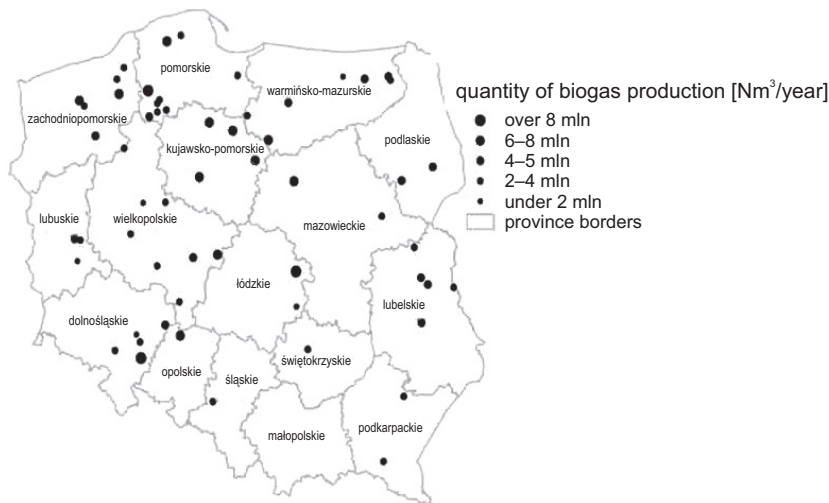 pomorskie
warmińsko-mazurskie
zachodniopomorskie
kujawsko-pomorskie
podlaskie
lubuskie
wielkopolskie
mazowieckie
łódzkie
lubelskie
dolnośląskie
opolskie
śląskie
świętokrzyskie
małopolskie
podkarpackie
quantity of biogas production [Nm³/year]
over 8 mln
6–8 mln
4–5 mln
2–4 mln
under 2 mln
province borders